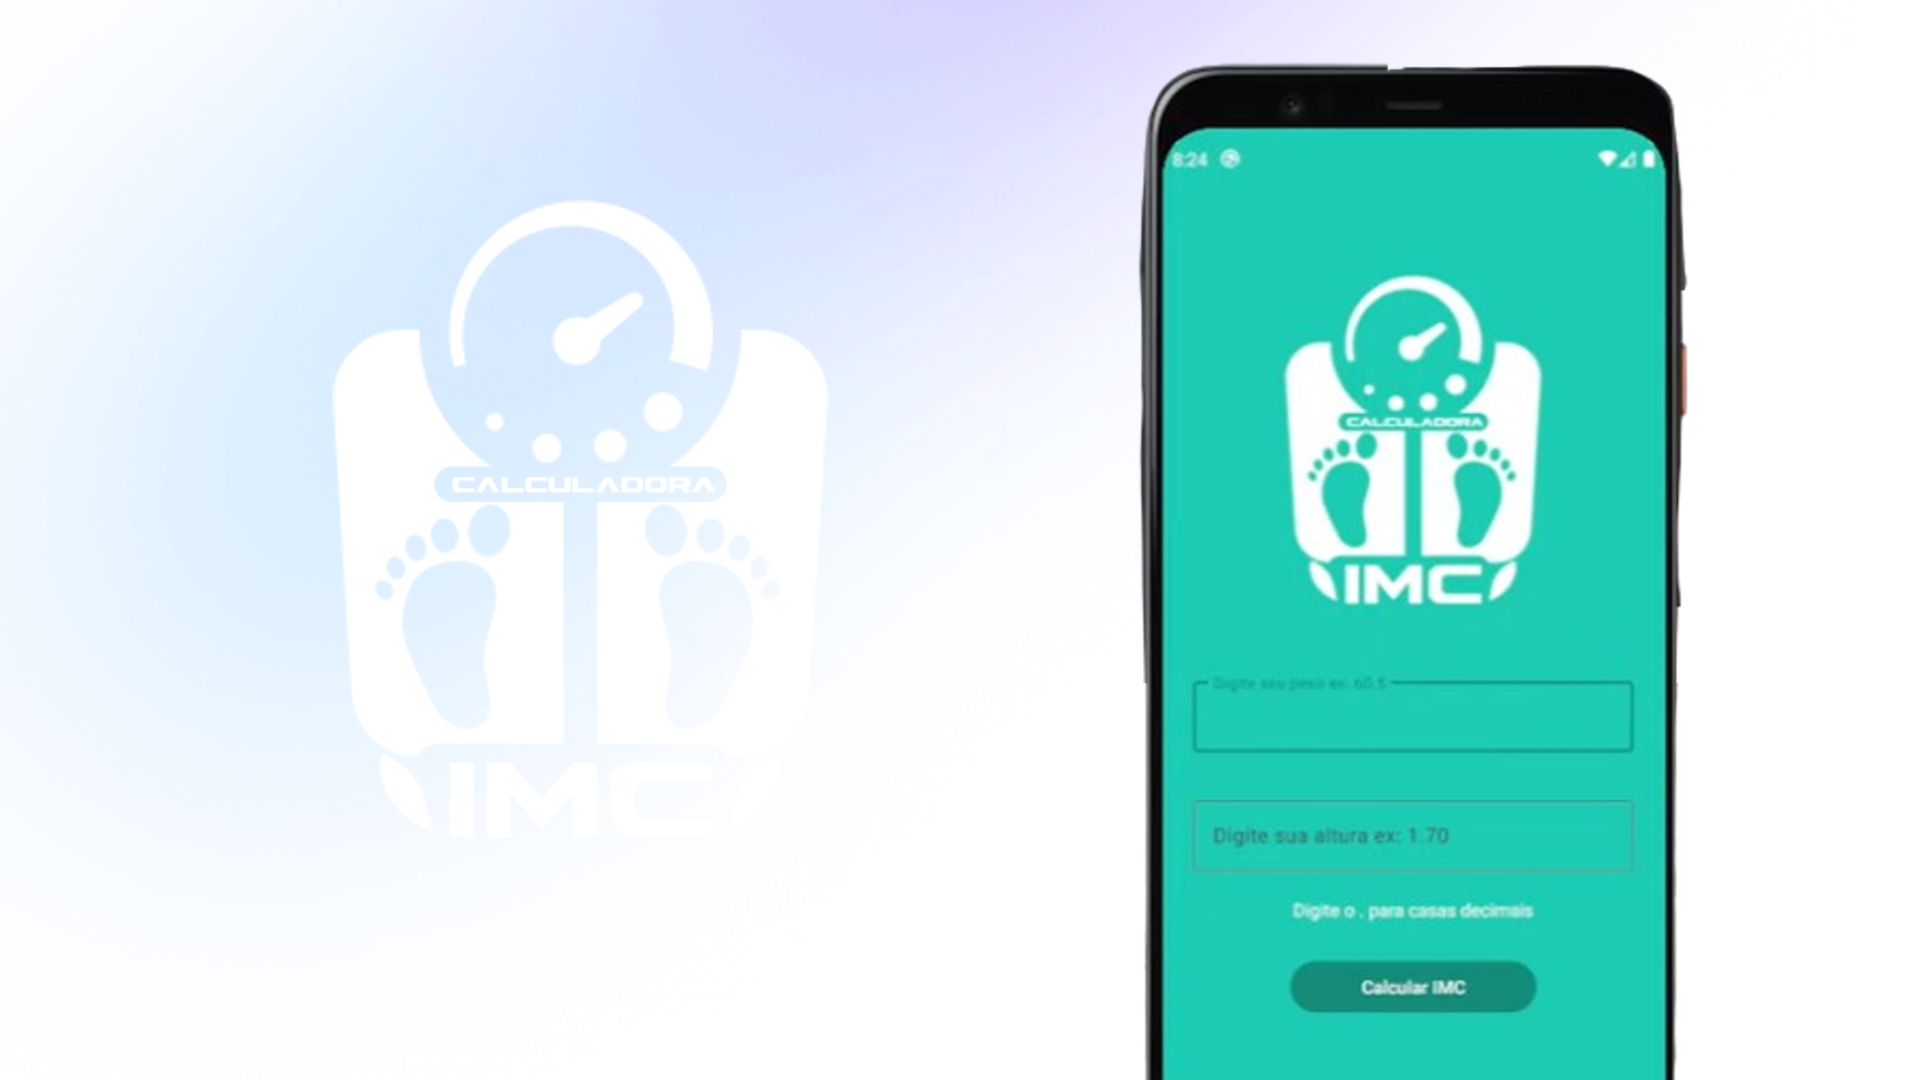 CALCULADORA
IMC
8:24
CALCULADORA
IMC
Digite seu peso ex: 60.5
Digite sua altura ex: 1.70
Digite o . para casas decimais
Calcular IMC